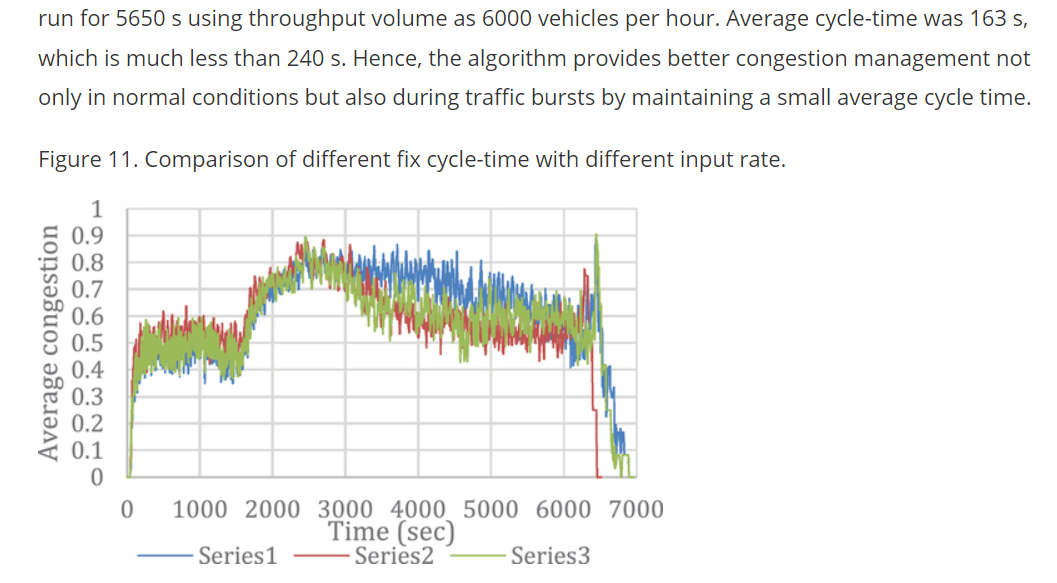 run for 5650 s using throughput volume as 6000 vehicles per hour. Average cycle-time was 163 s,
which is much less than 240 s. Hence, the algorithm provides better congestion management not
only in normal conditions but also during traffic bursts by maintaining a small average cycle time.
Figure 11. Comparison of different fix cycle-time with different input rate.
Average congestion
1
0.9
0.8
0.7
0.6
0.5
0.4
0.3
0.2
0.1
0
0 1000 2000 3000 4000 5000 6000 7000
Time (sec)
Series1 Series2 Series3